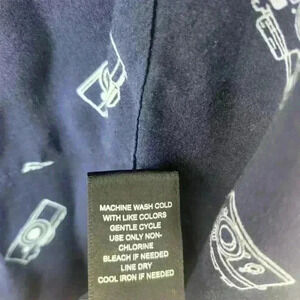 MACHINE WASH COLD
WITH LIKE COLORS
GENTLE CYCLE
USE ONLY NON-
CHLORINE
BLEACH IF NEEDED
LINE DRY
COOL IRON IF NEEDED